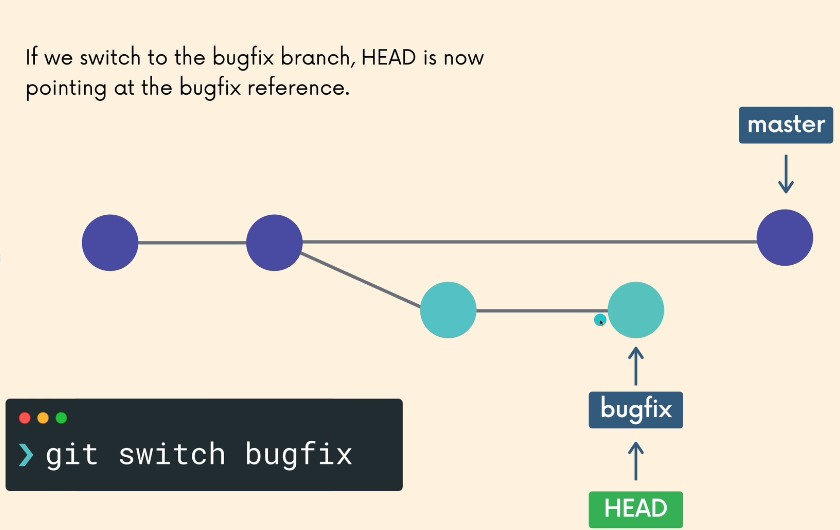 If we switch to the bugfix branch, HEAD is now
pointing at the bugfix reference.
master
bugfix
❯ git switch bugfix
HEAD